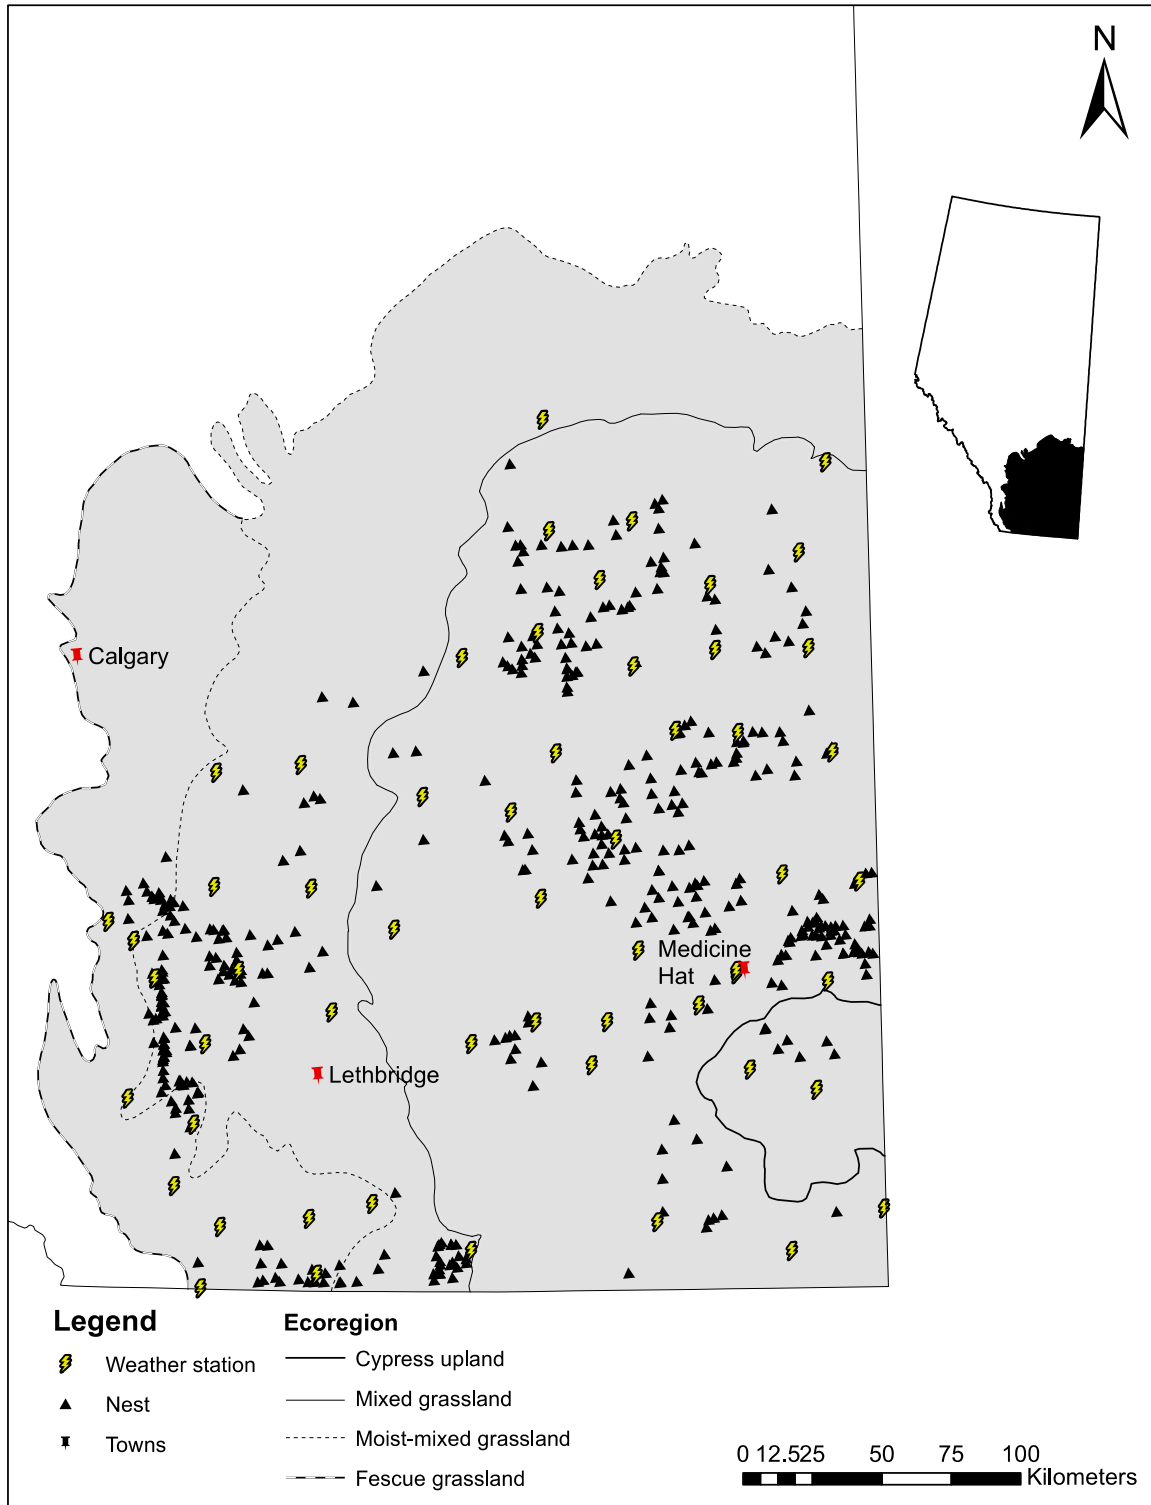 N
Calgary
Medicine
Hat
Lethbridge
Legend
Weather station
Nest
Towns
Ecoregion
Cypress upland
Mixed grassland
Moist-mixed grassland
Fescue grassland
0 12.525 50 75 100
Kilometers